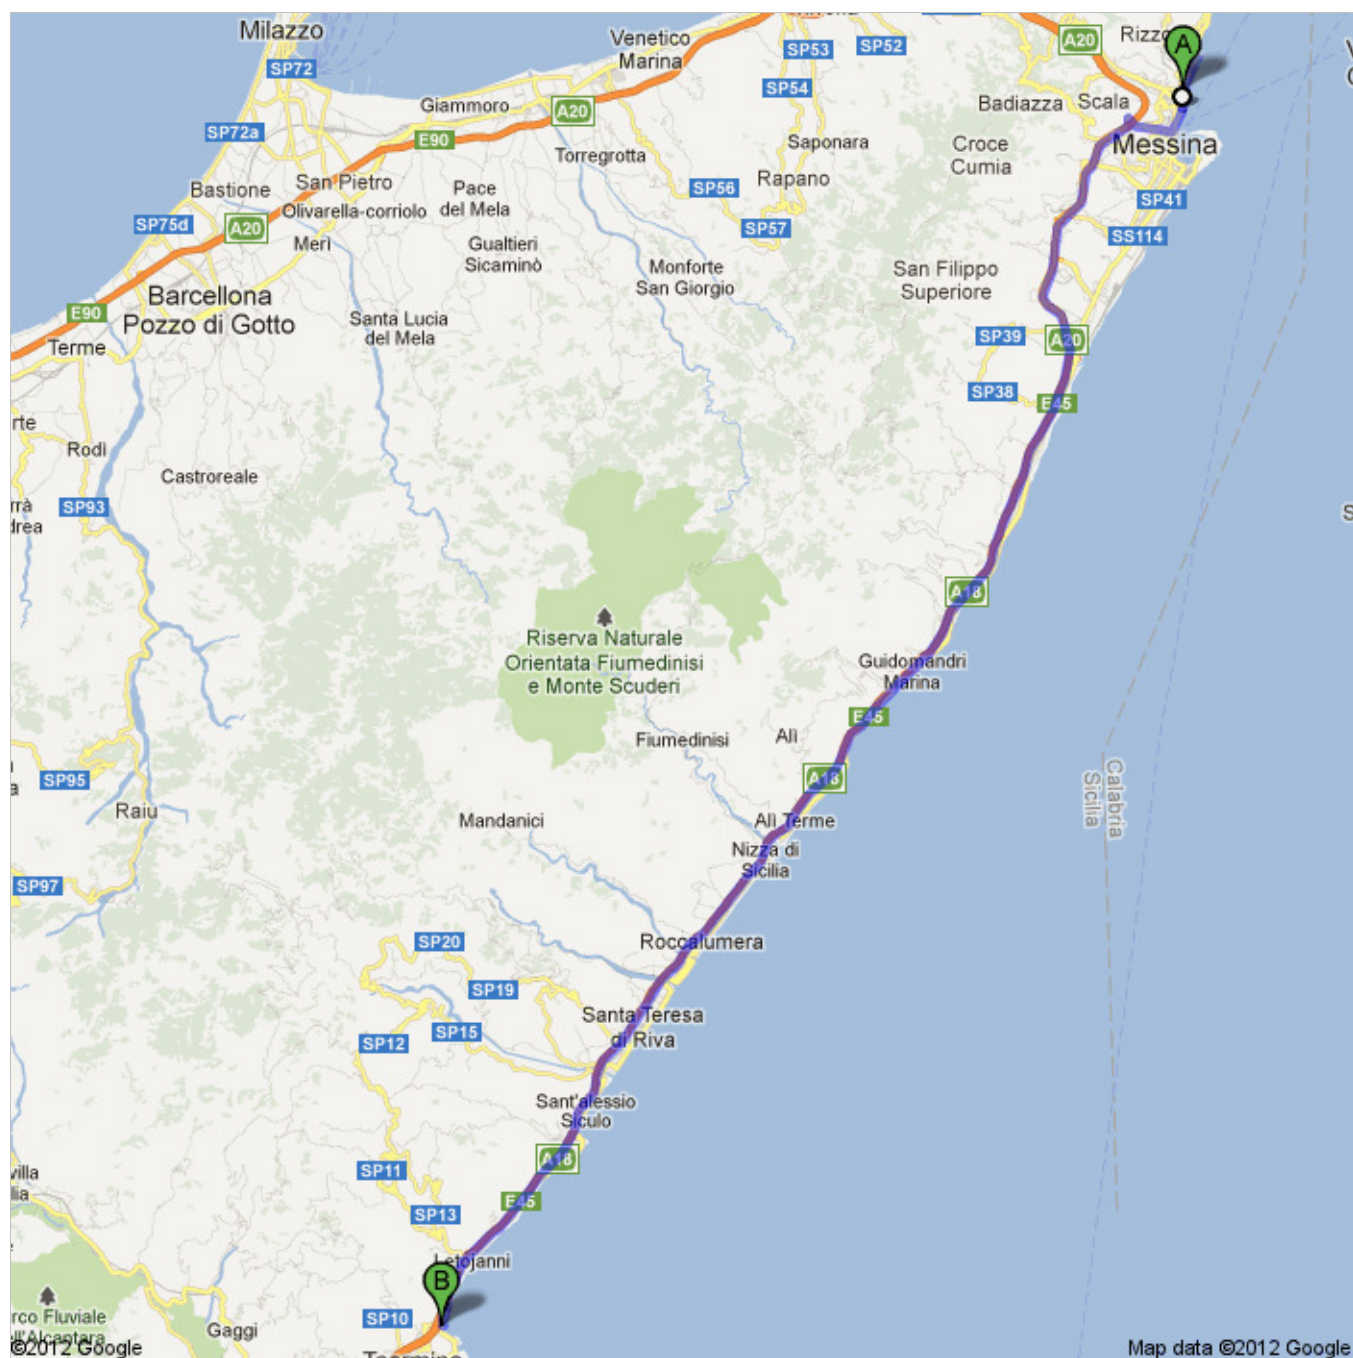 Milazzo
SP72
Venetico
Marina
SP53
SP52
A20
Rizzo
A
SP54
Giammoro
A20
Badiazza
Scala
SP72a
E90
Torregrotta
Saponara
Croce
Cumia
Messina
Bastione
San Pietro
Pace
del Mela
SP56
Rapano
SP41
Olivarella-corriolo
SP75d
A20
Merì
Gualtieri
Sicaminò
SP57
SS114
Monforte
San Giorgio
San Filippo
Superiore
Barcellona
Pozzo di Gotto
E90
Santa Lucia
del Mela
Terme
SP39
A20
SP38
E45
Rodì
Castroreale
SP93
A18
Riserva Naturale
Orientata Fiumedinisi
e Monte Scuderi
Guidomandri
Marina
E45
Fiumedinisi
Alì
SP95
A18
Calabria
Sicilia
Raiu
Mandanici
Alì Terme
Nizza di
Sicilia
SP97
SP20
Roccalumera
SP19
Santa Teresa
di Riva
SP15
SP12
Sant'alessio
Siculo
A18
SP11
E45
SP13
Letojanni
B
SP10
rco Fluviale
ll'Alcantara
Gaggi
©2012 Google
Map data ©2012 Google